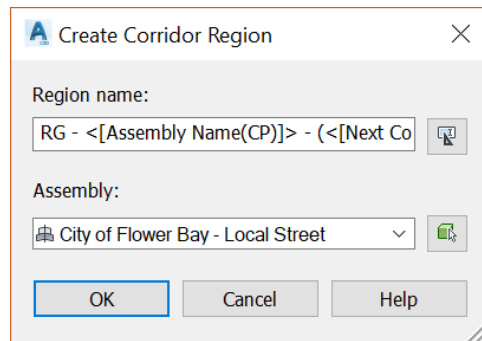 Create Corridor Region
Region name:
RG - <[Assembly Name(CP)]> - (<[Next Co
Assembly:
City of Flower Bay - Local Street
OK Cancel Help